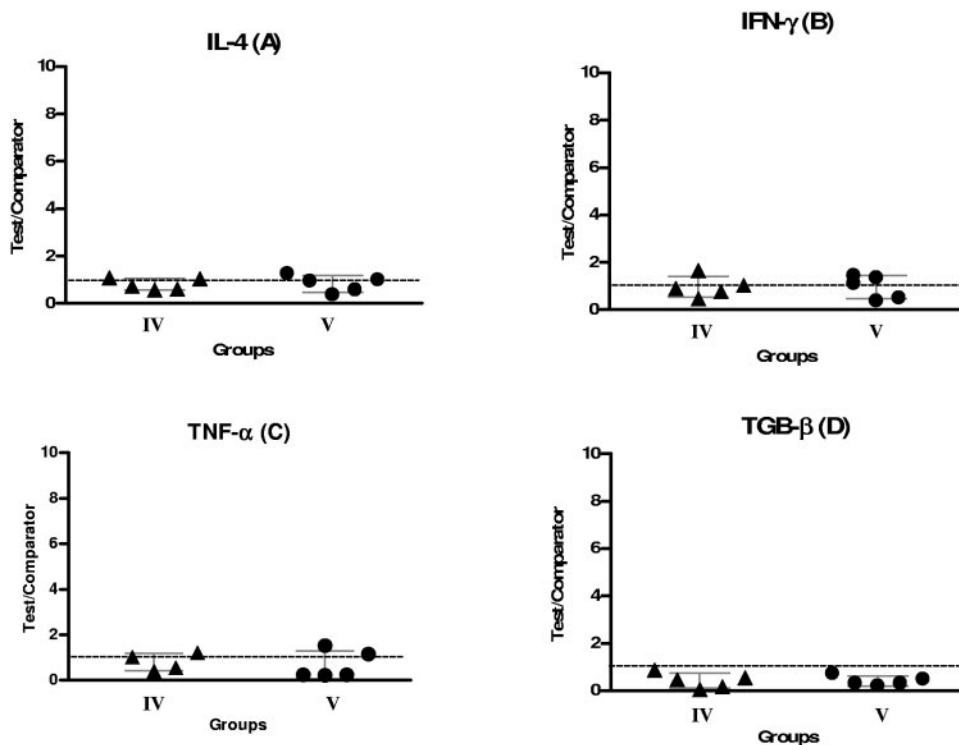 IL-4 (A)
10
8
6
4
2
0
Test/Comparator
IV V
Groups
IFN-γ (B)
10
8
6
4
2
0
Test/Comparator
IV V
Groups
TNF-α (C)
10
8
6
4
2
0
Test/Comparator
IV V
Groups
TGB-β (D)
10
8
6
4
2
0
Test/Comparator
IV V
Groups